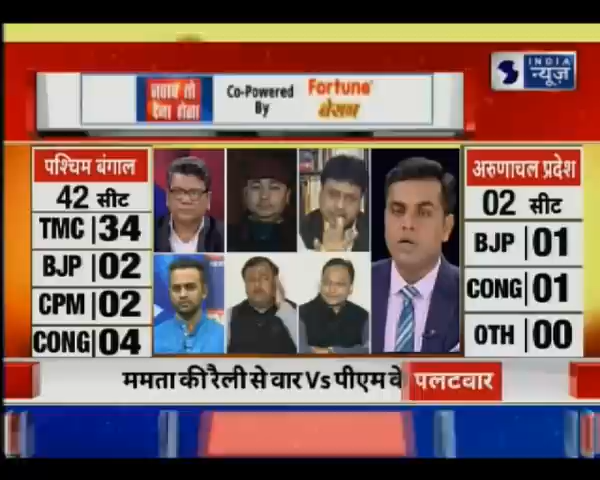 INDIA
न्यूज़
जवाब तो
देना होगा
Co-Powered
By
Fortune
बेसन
पश्चिम बंगाल
42 सीट
TMC 34
BJP 02
CPM 02
CONG 04
अरुणाचल प्रदेश
02 सीट
BJP 01
CONG 01
OTH 00
ममता की रैली से वार Vs पीएम के पलटवार